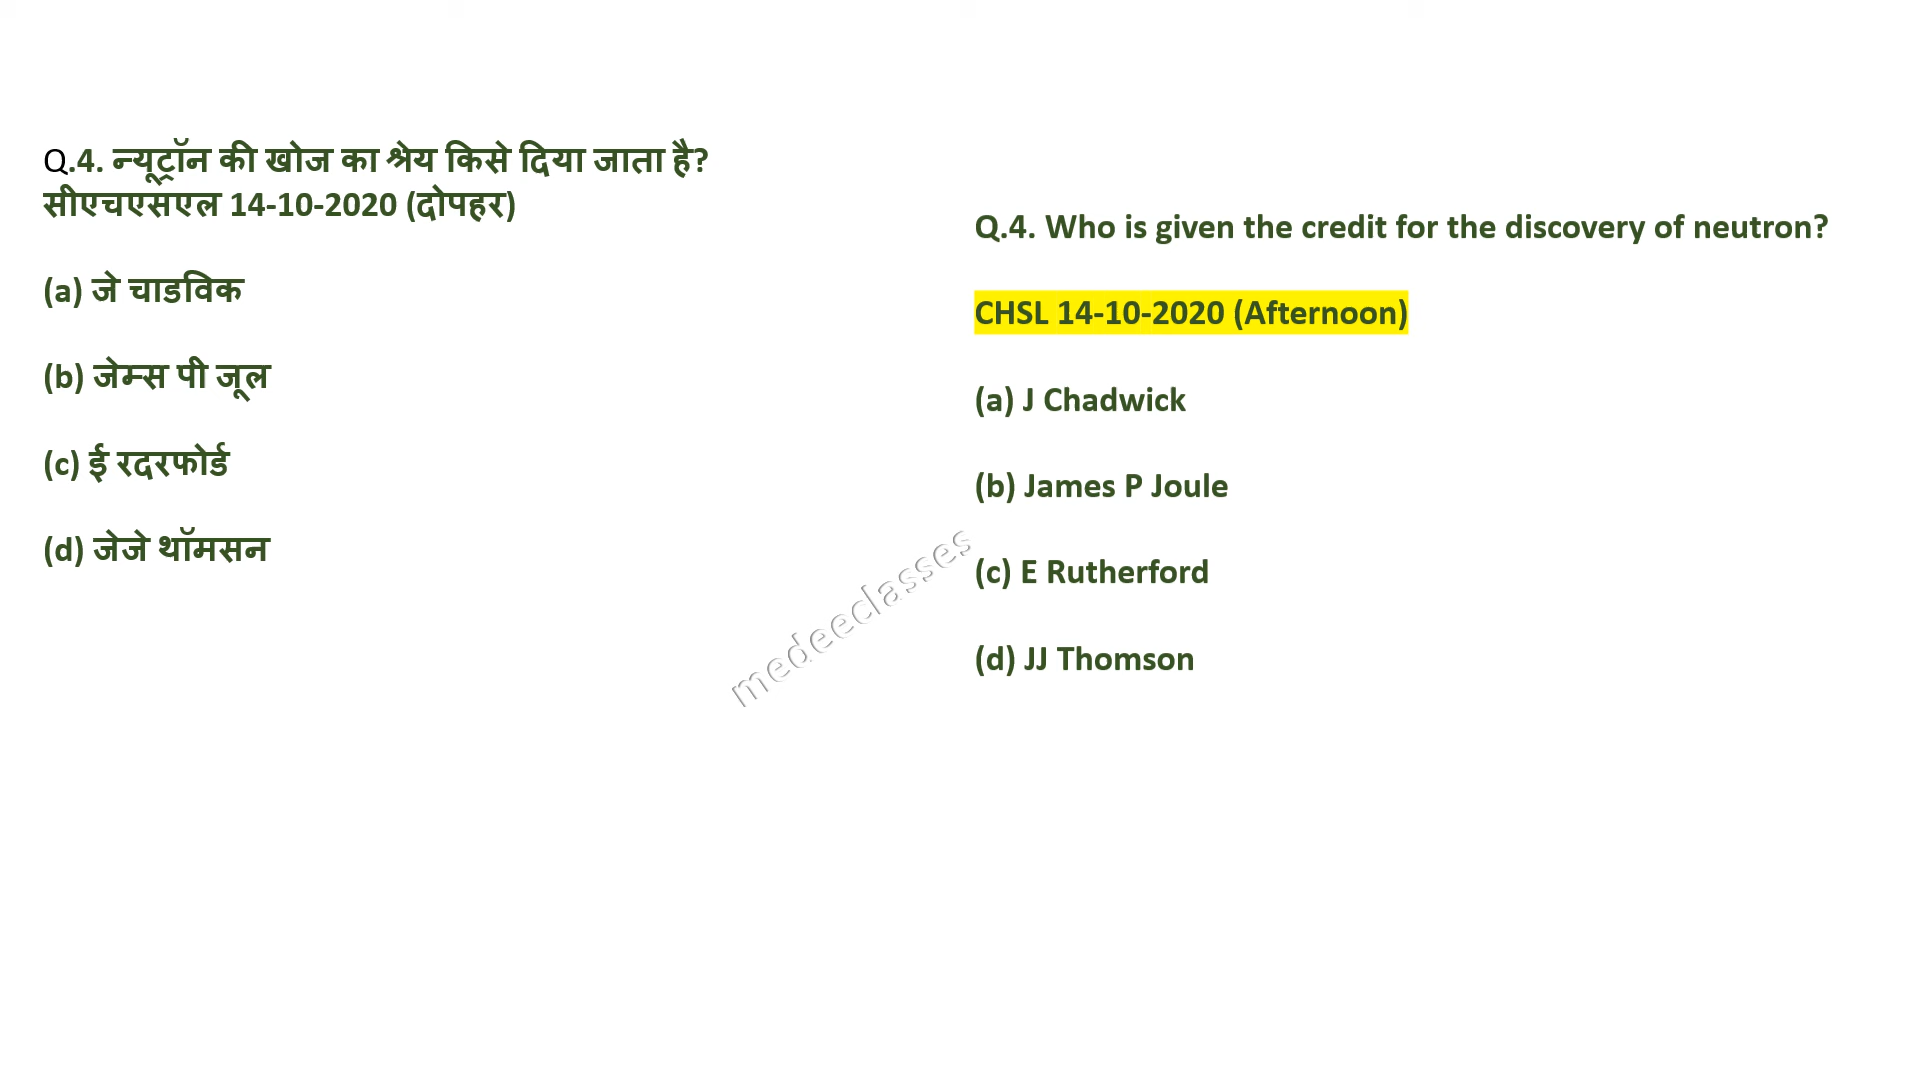 Q.4. न्यूट्रॉन की खोज का श्रेय किसे दिया जाता है?
सीएचएसएल 14-10-2020 (दोपहर)
(a) जे चाडविक
(b) जेम्स पी जूल
(c) ई रदरफोर्ड
(d) जेजे थॉमसन
Q.4. Who is given the credit for the discovery of neutron?
CHSL 14-10-2020 (Afternoon)
(a) J Chadwick
(b) James P Joule
(c) E Rutherford
(d) JJ Thomson
medeeclasses